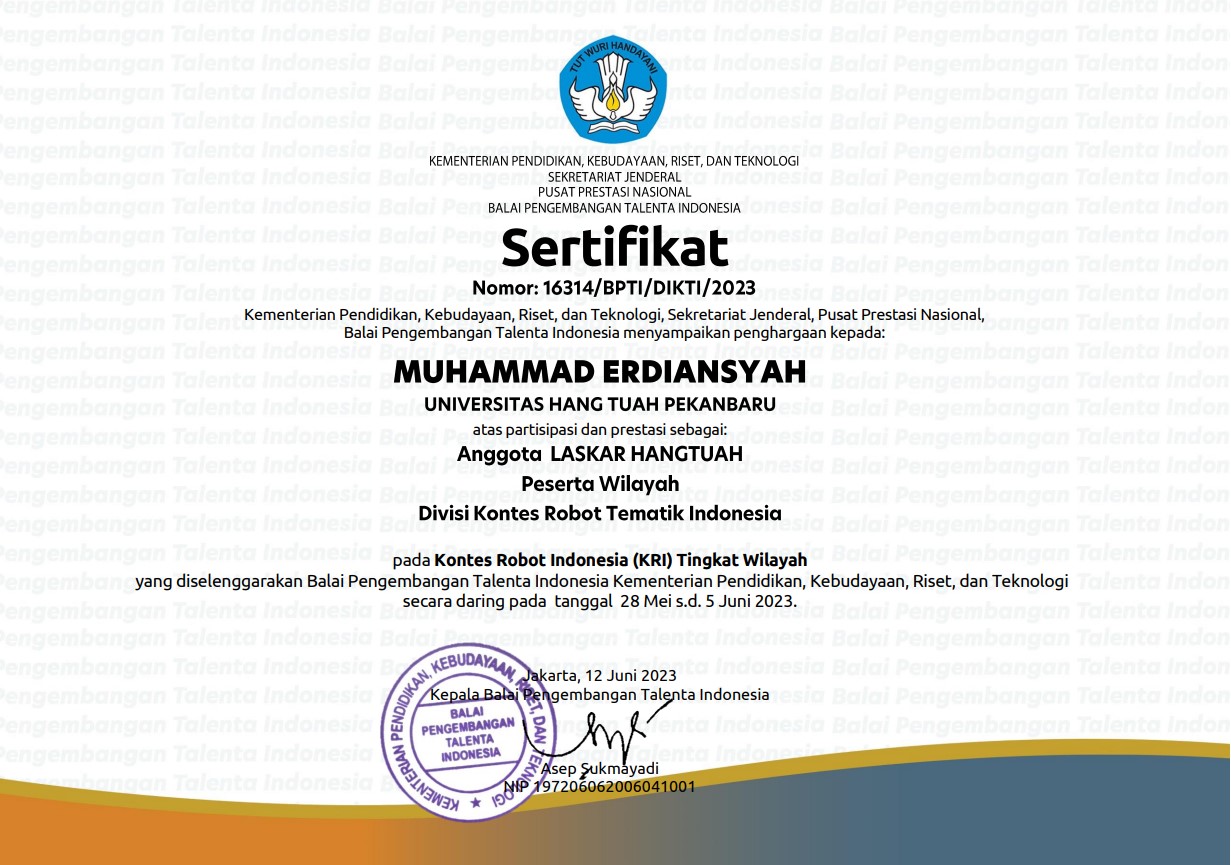 TUT WURI HANDAYANI
KEMENTERIAN PENDIDIKAN, KEBUDAYAAN, RISET, DAN TEKNOLOGI
SEKRETARIAT JENDERAL
PUSAT PRESTASI NASIONAL
BALAI PENGEMBANGAN TALENTA INDONESIA
Sertifikat
Nomor: 16314/BPTI/DIKTI/2023
Kementerian Pendidikan, Kebudayaan, Riset, dan Teknologi, Sekretariat Jenderal, Pusat Prestasi Nasional,
Balai Pengembangan Talenta Indonesia menyampaikan penghargaan kepada:
MUHAMMAD ERDIANSYAH
UNIVERSITAS HANG TUAH PEKANBARU
atas partisipasi dan prestasi sebagai:
Anggota LASKAR HANGTUAH
Peserta Wilayah
Divisi Kontes Robot Tematik Indonesia
pada Kontes Robot Indonesia (KRI) Tingkat Wilayah
yang diselenggarakan Balai Pengembangan Talenta Indonesia Kementerian Pendidikan, Kebudayaan, Riset, dan Teknologi
secara daring pada tanggal 28 Mei s.d. 5 Juni 2023.
Jakarta, 12 Juni 2023
Kepala Balai Pengembangan Talenta Indonesia
KEMENTERIAN PENDIDIKAN, KEBUDAYAAN, RISET, DAN TEKNOLOGI
BALAI
PENGEMBANGAN
TALENTA
INDONESIA
Asep Sukmayadi
NIP 197206062006041001